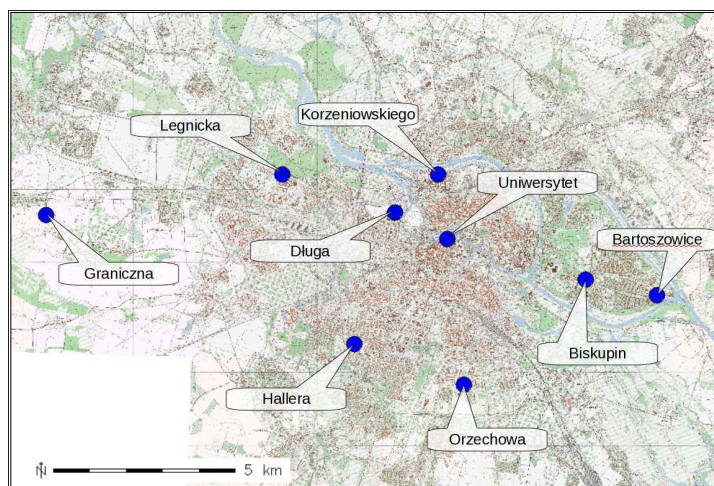 Korzeniowskiego
Legnicka
Uniwersytet
Długa
Bartoszowice
Graniczna
Biskupin
Hallera
Orzechowa
N
5 km